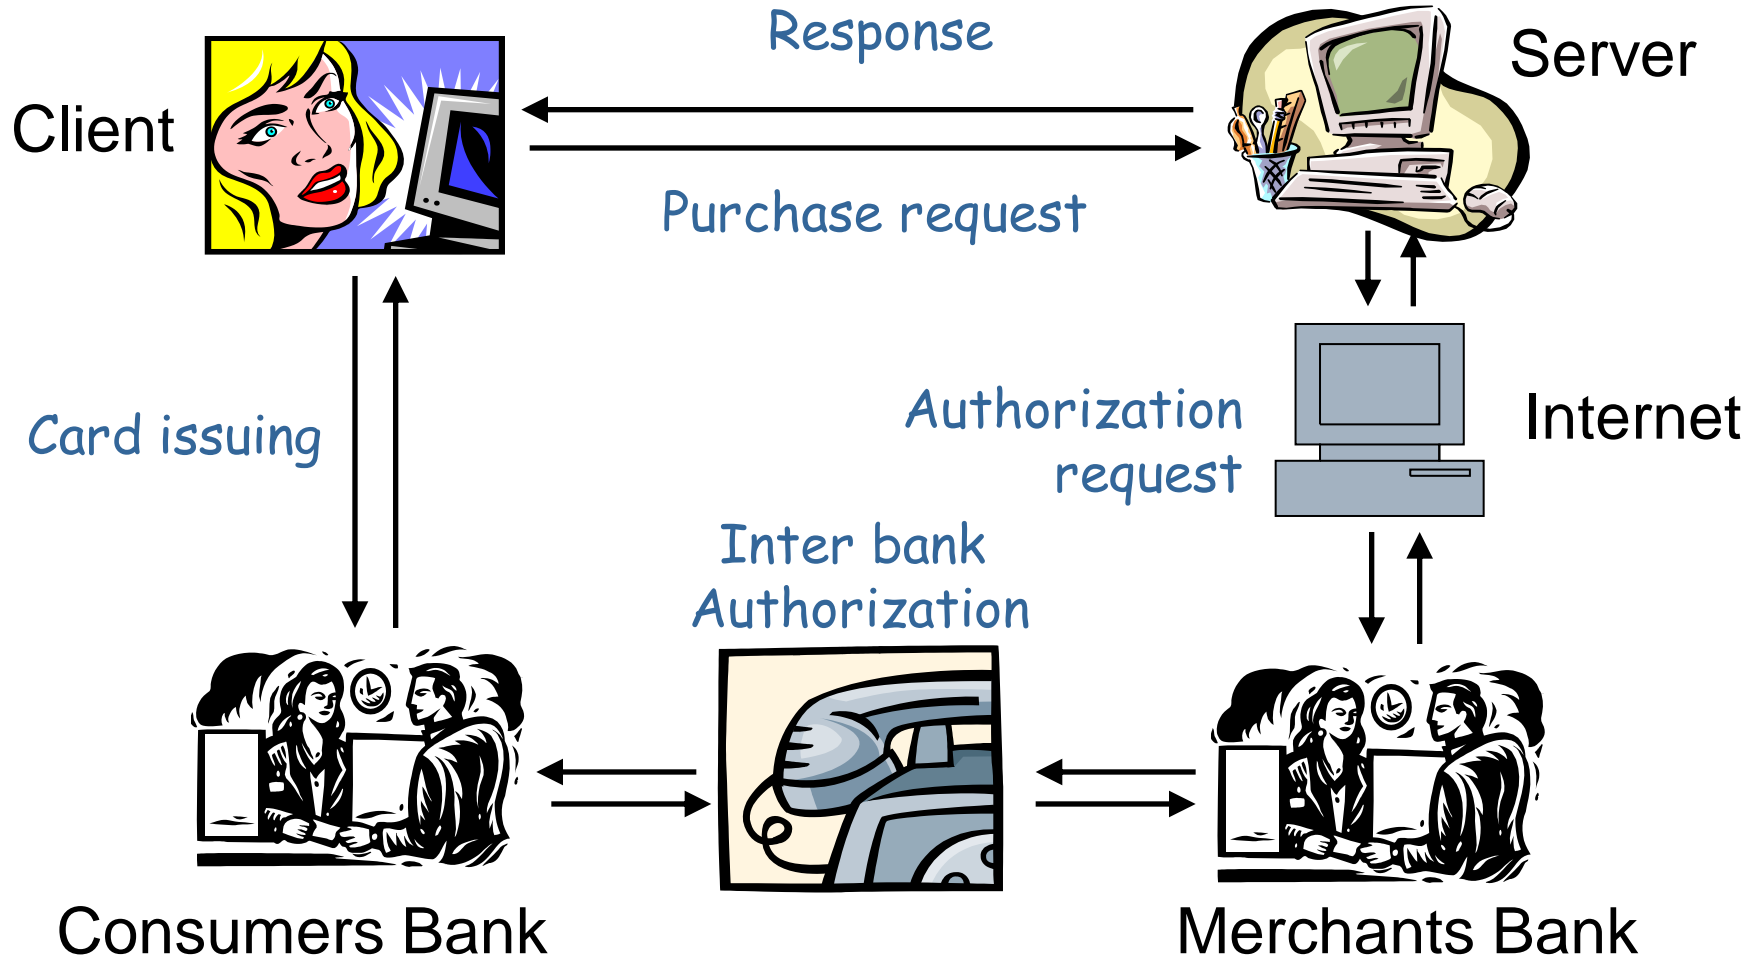 Response
Server
Client
Purchase request
Authorization
request
Internet
Card issuing
Inter bank
Authorization
Consumers Bank
Merchants Bank